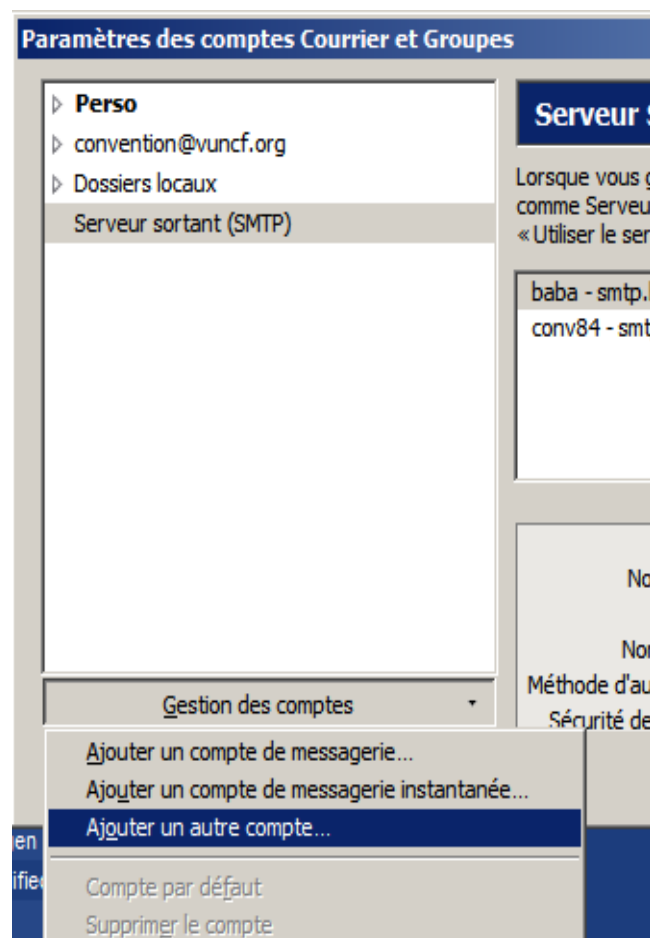 Paramètres des comptes Courrier et Groupes
Perso
convention@vuncf.org
Dossiers locaux
Serveur sortant (SMTP)
Serveur
Lorsque vous
comme Serveu
« Utiliser le ser
baba - smtp.
conv84 - smt
No
No
Méthode d'au
Sécurité de
Gestion des comptes
Ajouter un compte de messagerie...
Ajouter un compte de messagerie instantanée...
Ajouter un autre compte...
en
ified
Compte par défaut
Supprimer le compte